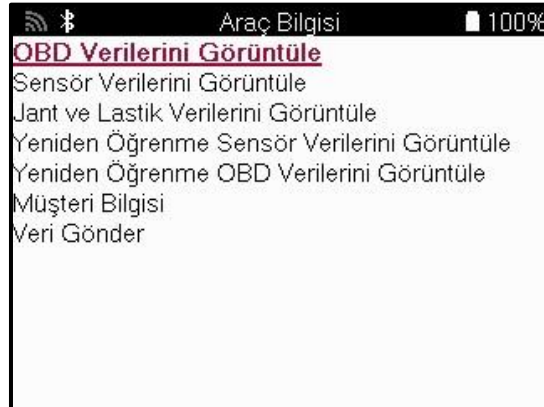 Araç Bilgisi 100%
OBD Verilerini Görüntüle
Sensör Verilerini Görüntüle
Jant ve Lastik Verilerini Görüntüle
Yeniden Öğrenme Sensör Verilerini Görüntüle
Yeniden Öğrenme OBD Verilerini Görüntüle
Müşteri Bilgisi
Veri Gönder